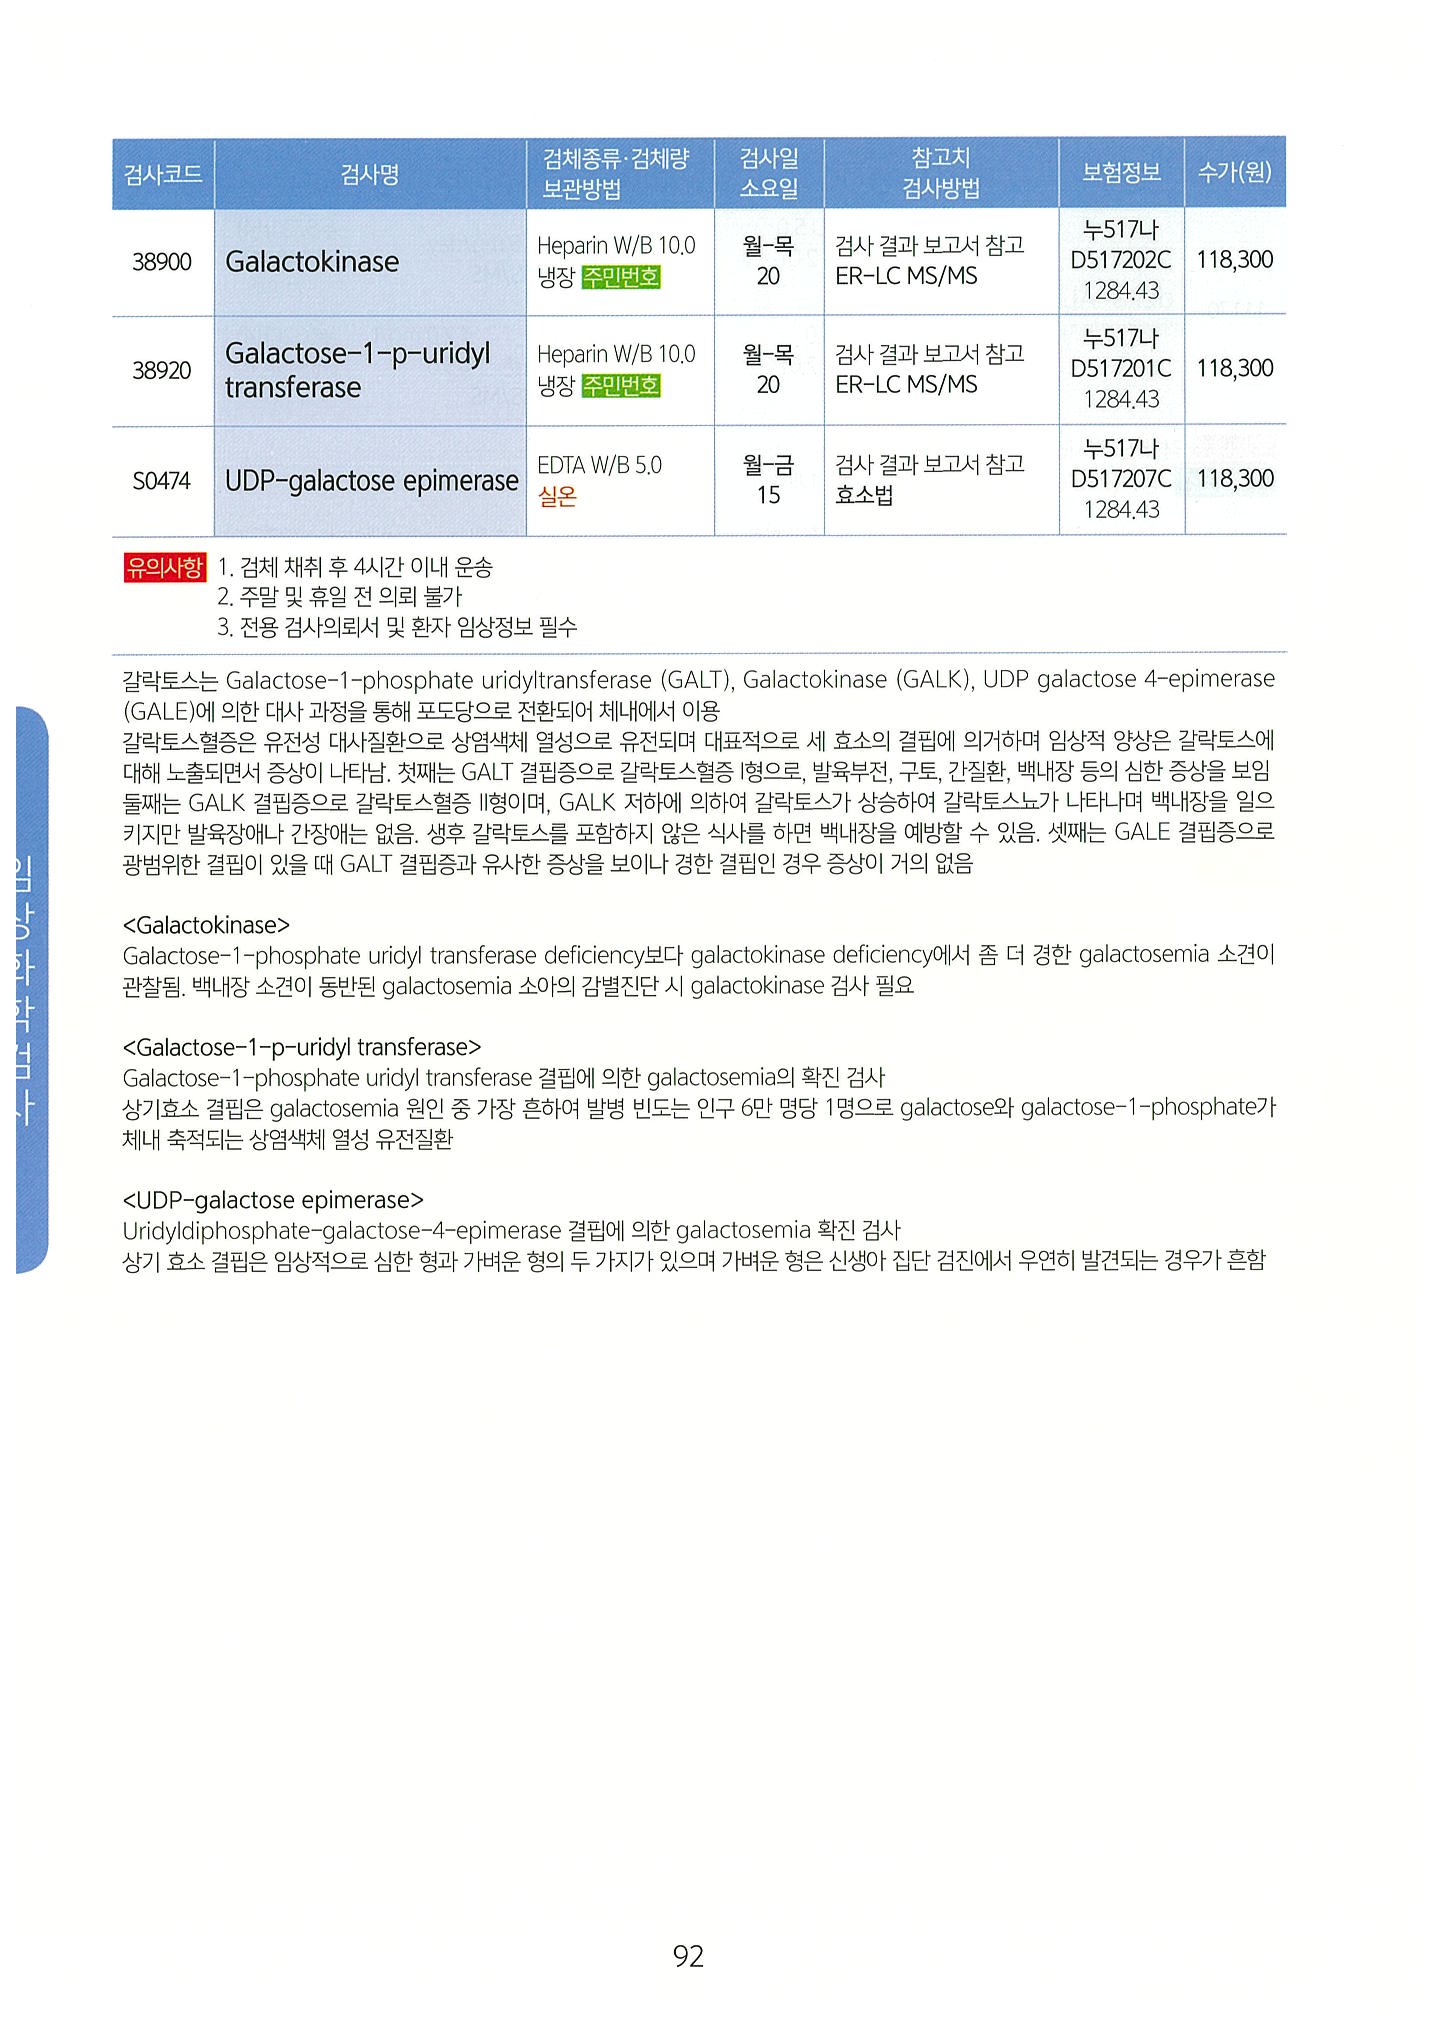 검사코드 검사명 검체종류·검체량 보관방법 검사일 소요일 참고치 검사방법 보험정보 수가(원)
38900 Galactokinase Heparin W/B 10.0 냉장 주민번호 월-목 20 검사 결과 보고서 참고 ER-LC MS/MS 누517나 D517202C 1284.43 118,300
38920 Galactose-1-p-uridyl transferase Heparin W/B 10.0 냉장 주민번호 월-목 20 검사 결과 보고서 참고 ER-LC MS/MS 누517나 D517201C 1284.43 118,300
S0474 UDP-galactose epimerase EDTA W/B 5.0 실온 월-금 15 검사 결과 보고서 참고 효소법 누517나 D517207C 1284.43 118,300
유의사항 1. 검체 채취 후 4시간 이내 운송
2. 주말 및 휴일 전 의뢰 불가
3. 전용 검사의뢰서 및 환자 임상정보 필수
갈락토스는 Galactose-1-phosphate uridyltransferase (GALT), Galactokinase (GALK), UDP galactose 4-epimerase
(GALE)에 의한 대사 과정을 통해 포도당으로 전환되어 체내에서 이용
갈락토스혈증은 유전성 대사질환으로 상염색체 열성으로 유전되며 대표적으로 세 효소의 결핍에 의거하며 임상적 양상은 갈락토스에
대해 노출되면서 증상이 나타남. 첫째는 GALT 결핍증으로 갈락토스혈증 I형으로, 발육부전, 구토, 간질환, 백내장 등의 심한 증상을 보임
둘째는 GALK 결핍증으로 갈락토스혈증 II형이며, GALK 저하에 의하여 갈락토스가 상승하여 갈락토스뇨가 나타나며 백내장을 일으
키지만 발육장애나 간장애는 없음. 생후 갈락토스를 포함하지 않은 식사를 하면 백내장을 예방할 수 있음. 셋째는 GALE 결핍증으로
광범위한 결핍이 있을 때 GALT 결핍증과 유사한 증상을 보이나 경한 결핍인 경우 증상이 거의 없음
<Galactokinase>
Galactose-1-phosphate uridyl transferase deficiency보다 galactokinase deficiency에서 좀 더 경한 galactosemia 소견이
관찰됨. 백내장 소견이 동반된 galactosemia 소아의 감별진단 시 galactokinase 검사 필요
<Galactose-1-p-uridyl transferase>
Galactose-1-phosphate uridyl transferase 결핍에 의한 galactosemia의 확진 검사
상기효소 결핍은 galactosemia 원인 중 가장 흔하여 발병 빈도는 인구 6만 명당 1명으로 galactose와 galactose-1-phosphate가
체내 축적되는 상염색체 열성 유전질환
<UDP-galactose epimerase>
Uridyldiphosphate-galactose-4-epimerase 결핍에 의한 galactosemia 확진 검사
상기 효소 결핍은 임상적으로 심한 형과 가벼운 형의 두 가지가 있으며 가벼운 형은 신생아 집단 검진에서 우연히 발견되는 경우가 흔함
임상화학검사
92